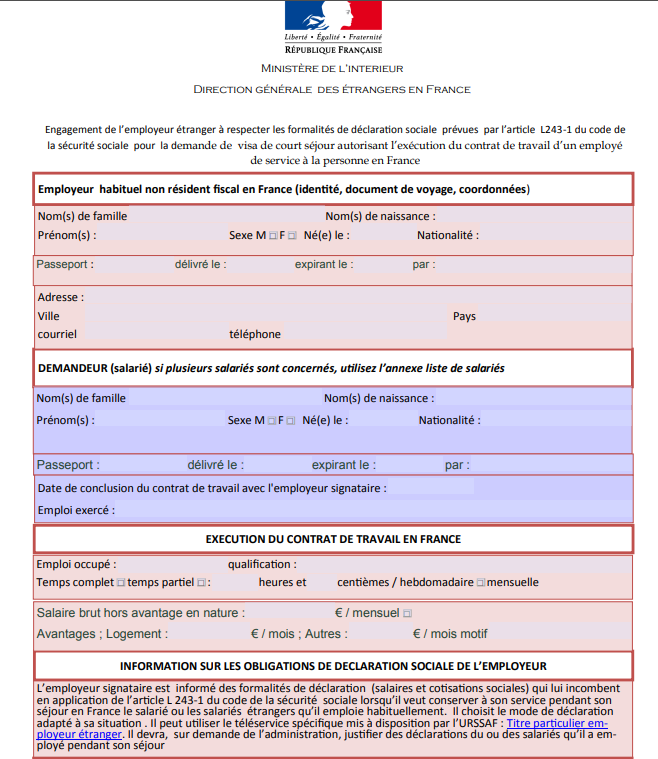 Liberté • Égalité • Fraternité
RÉPUBLIQUE FRANÇAISE
MINISTÈRE DE L'INTERIEUR
DIRECTION GÉNÉRALE DES ÉTRANGERS EN FRANCE
Engagement de l'employeur étranger à respecter les formalités de déclaration sociale prévues par l'article L243-1 du code de
la sécurité sociale pour la demande de visa de court séjour autorisant l'exécution du contrat de travail d'un employé
de service à la personne en France
Employeur habituel non résident fiscal en France (identité, document de voyage, coordonnées)
Nom(s) de famille Nom(s) de naissance :
Prénom(s) : Sexe M F Né(e) le : Nationalité :
Passeport : délivré le : expirant le : par :
Adresse :
Ville Pays
courriel téléphone
DEMANDEUR (salarié) si plusieurs salariés sont concernés, utilisez l'annexe liste de salariés
Nom(s) de famille Nom(s) de naissance :
Prénom(s) : Sexe M F Né(e) le : Nationalité :
Passeport : délivré le : expirant le : par :
Date de conclusion du contrat de travail avec l'employeur signataire :
Emploi exercé :
EXECUTION DU CONTRAT DE TRAVAIL EN FRANCE
Emploi occupé : qualification :
Temps complet temps partiel : heures et centièmes / hebdomadaire mensuelle
Salaire brut hors avantage en nature : € / mensuel
Avantages ; Logement : € / mois ; Autres : € / mois motif
INFORMATION SUR LES OBLIGATIONS DE DECLARATION SOCIALE DE L'EMPLOYEUR
L'employeur signataire est informé des formalités de déclaration (salaires et cotisations sociales) qui lui incombent
en application de l'article L 243-1 du code de la sécurité sociale lorsqu'il veut conserver à son service pendant son
séjour en France le salarié ou les salariés étrangers qu'il emploie habituellement. Il choisit le mode de déclaration
adapté à sa situation . Il peut utiliser le téléservice spécifique mis à disposition par l'URSSAF : Titre particulier em-
ployeur étranger. Il devra, sur demande de l'administration, justifier des déclarations du ou des salariés qu'il a em-
ployé pendant son séjour